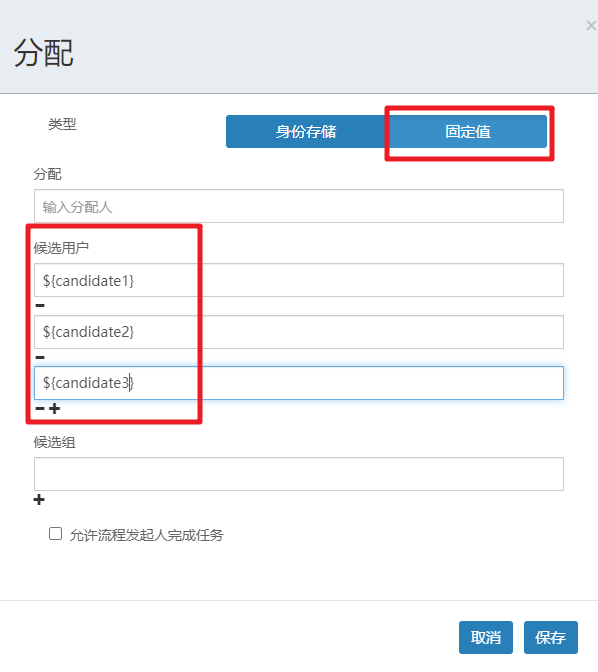 ×
分配
类型
身份存储 固定值
分配
输入分配人
候选用户
${candidate1}
${candidate2}
${candidate3}
候选组
允许流程发起人完成任务
取消 保存